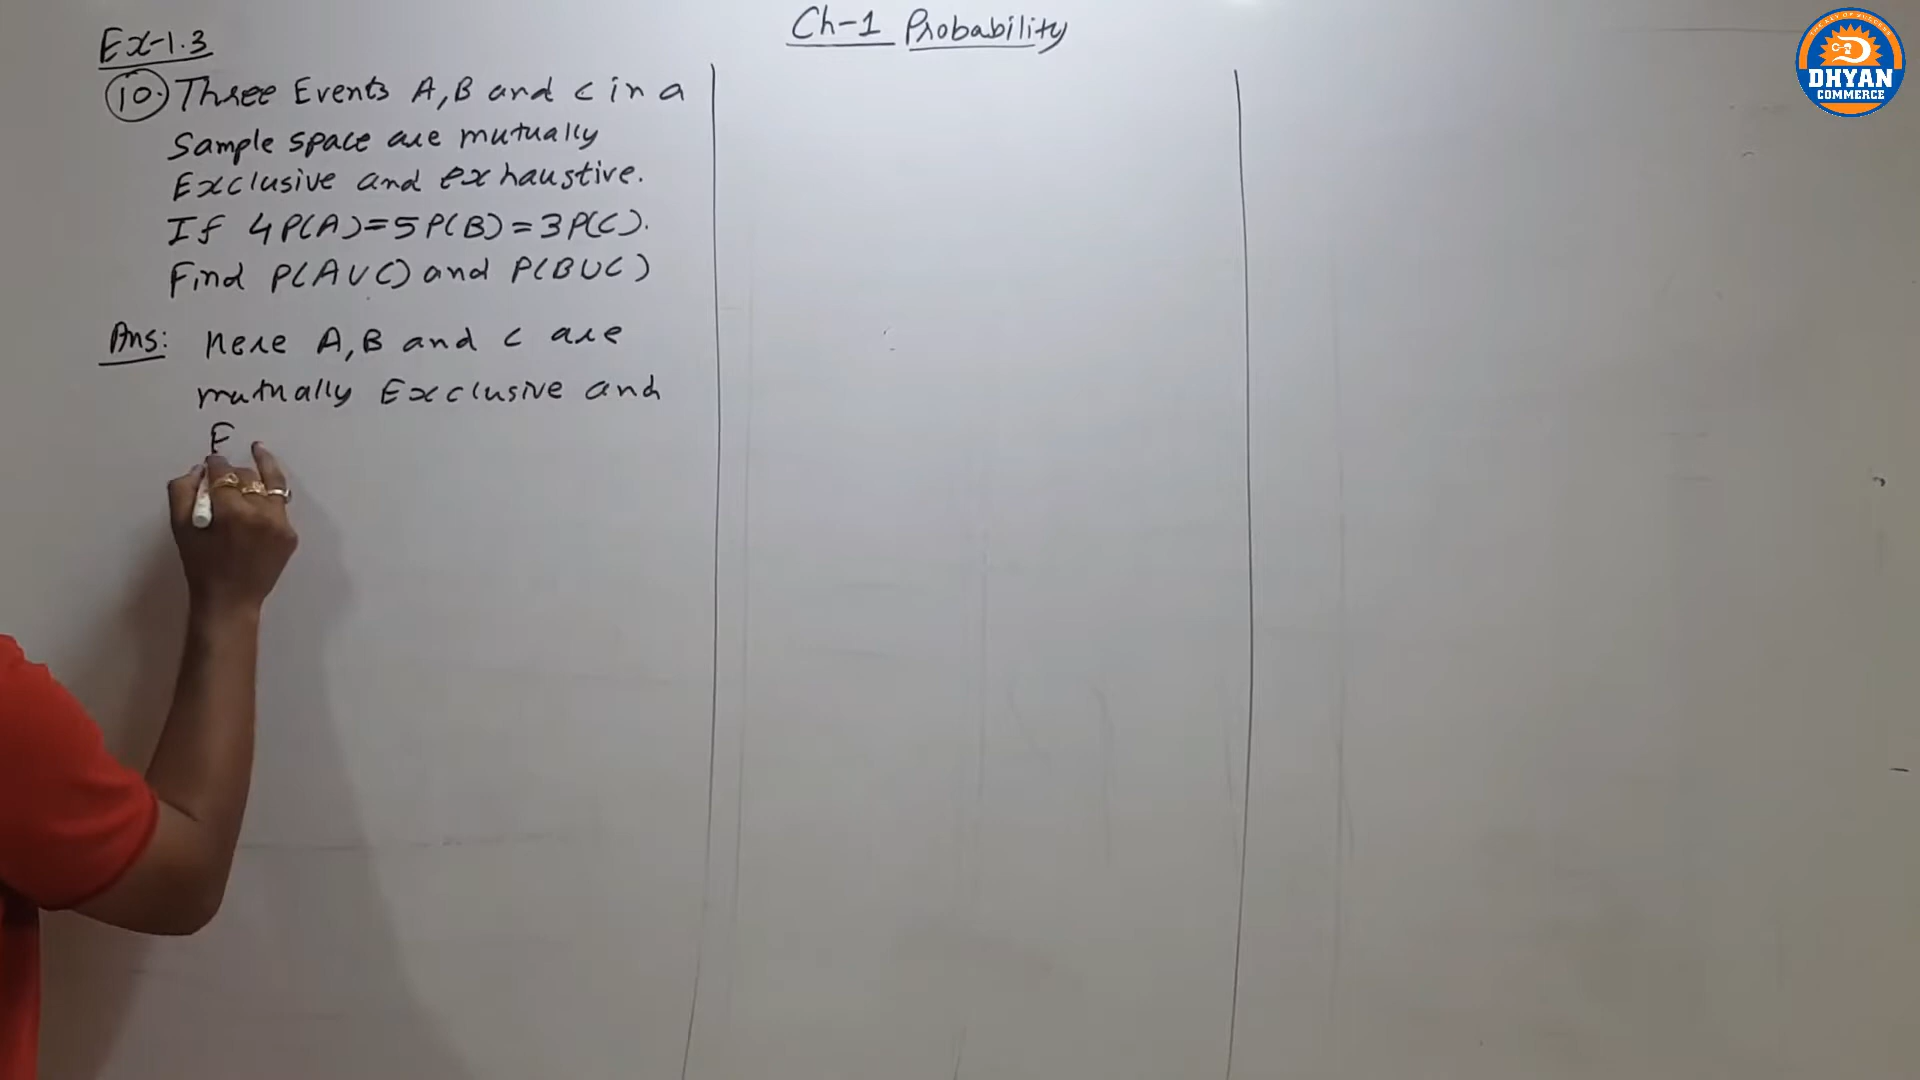 Ch-1 Probability
Ex-1.3
10. Three Events A, B and C in a
Sample space are mutually
Exclusive and exhaustive.
If 4P(A)=5P(B)=3P(C).
Find P(A∪C) and P(B∪C)
Ans: Here A, B and C are
mutually Exclusive and
E
DHYAN
COMMERCE